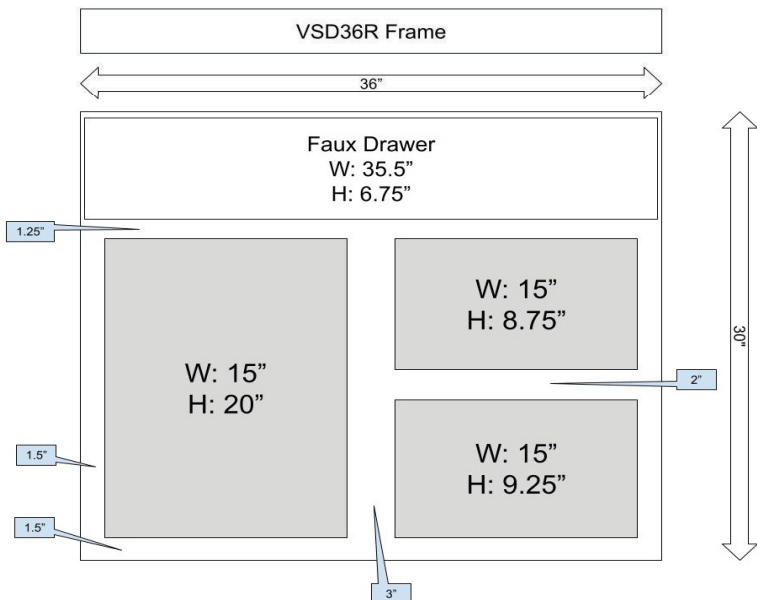 VSD36R Frame
36”
Faux Drawer
W: 35.5”
H: 6.75”
1.25”
W: 15”
H: 8.75”
W: 15”
H: 20”
30”
2”
1.5”
W: 15”
H: 9.25”
1.5”
3”